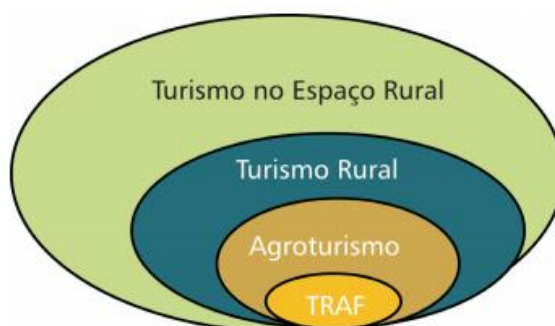 Turismo no Espaço Rural
Turismo Rural
Agroturismo
TRAF